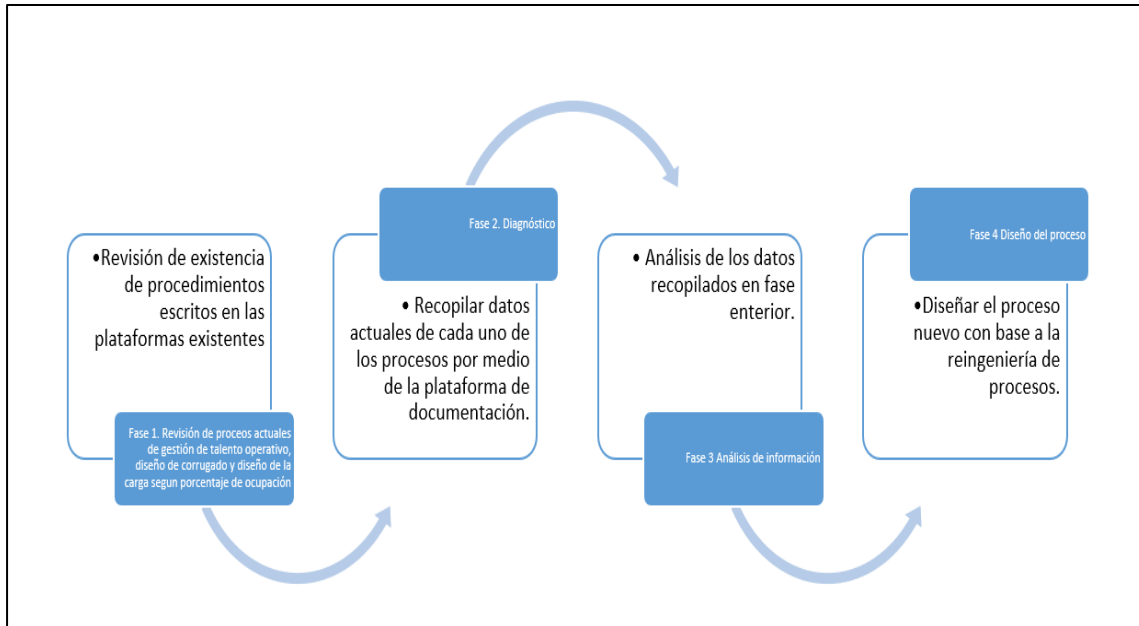 •Revisión de existencia
de procedimientos
escritos en las
plataformas existentes
Fase 1. Revisión de proceos actuales
de gestión de talento operativo,
diseño de corrugado y diseño de la
carga segun porcentaje de ocupación
Fase 2. Diagnóstico
• Recopilar datos
actuales de cada uno de
los procesos por medio
de la plataforma de
documentación.
• Análisis de los datos
recopilados en fase
enterior.
Fase 3 Análisis de información
Fase 4 Diseño del proceso
•Diseñar el proceso
nuevo con base a la
reingeniería de
procesos.